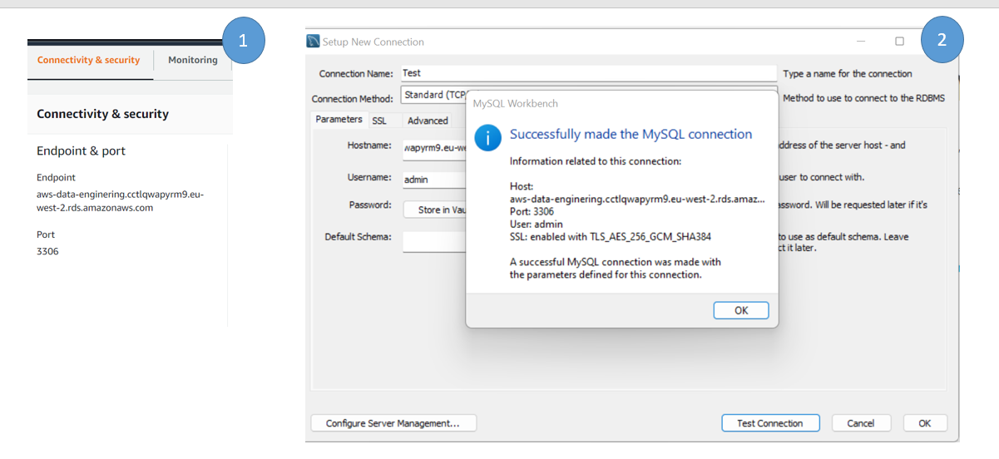 1
Connectivity & security
Monitoring
Connectivity & security
Endpoint & port
Endpoint
aws-data-enginering.cctlqwapyrm9.eu-
west-2.rds.amazonaws.com
Port
3306
2
Setup New Connection
Connection Name: Test Type a name for the connection
Connection Method: Standard (TCP Method to use to connect to the RDBMS
Parameters SSL Advanced
Hostname: wapyrm9.eu-we ddress of the server host - and
Username: admin user to connect with.
Password: Store in Vau assword. Will be requested later if it's
Default Schema: to use as default schema. Leave
ct it later.
MySQL Workbench
Successfully made the MySQL connection
Information related to this connection:
Host:
aws-data-enginering.cctlqwapyrm9.eu-west-2.rds.amaz...
Port: 3306
User: admin
SSL: enabled with TLS_AES_256_GCM_SHA384
A successful MySQL connection was made with
the parameters defined for this connection.
OK
Configure Server Management... Test Connection Cancel OK